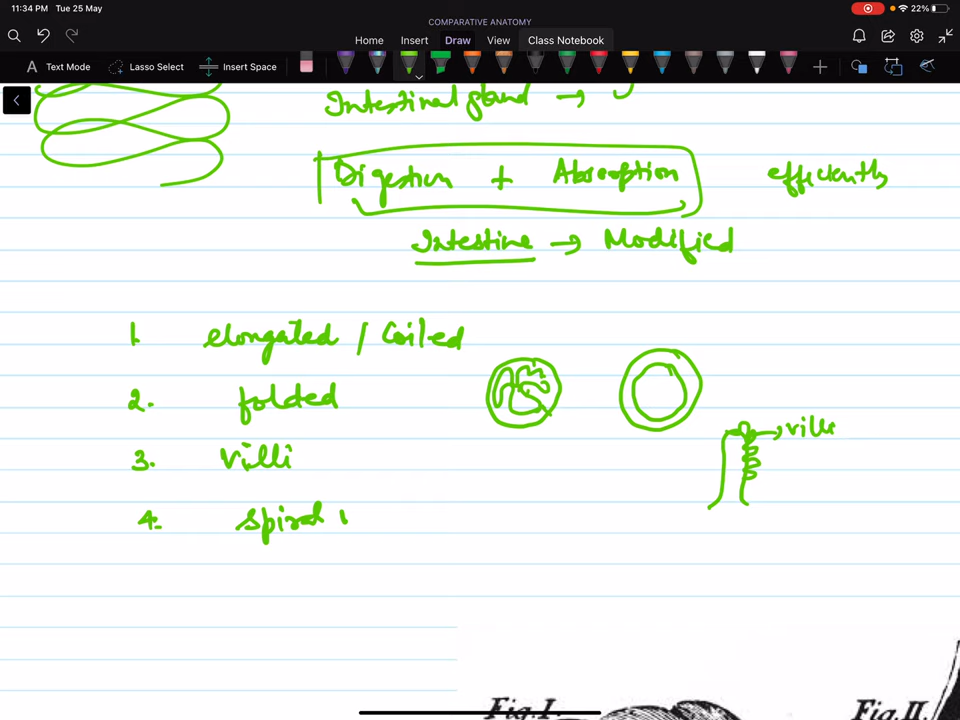 11:34 PM Tue 25 May
22%
COMPARATIVE ANATOMY
Home Insert Draw View Class Notebook
Text Mode Lasso Select Insert Space
Intestinal gland →
Digestion + Absorption efficiently
Intestine → Modified
1. elongated / Coiled
2. folded
3. villi
→ villi
4. spiral
Fig. I Fig. II.